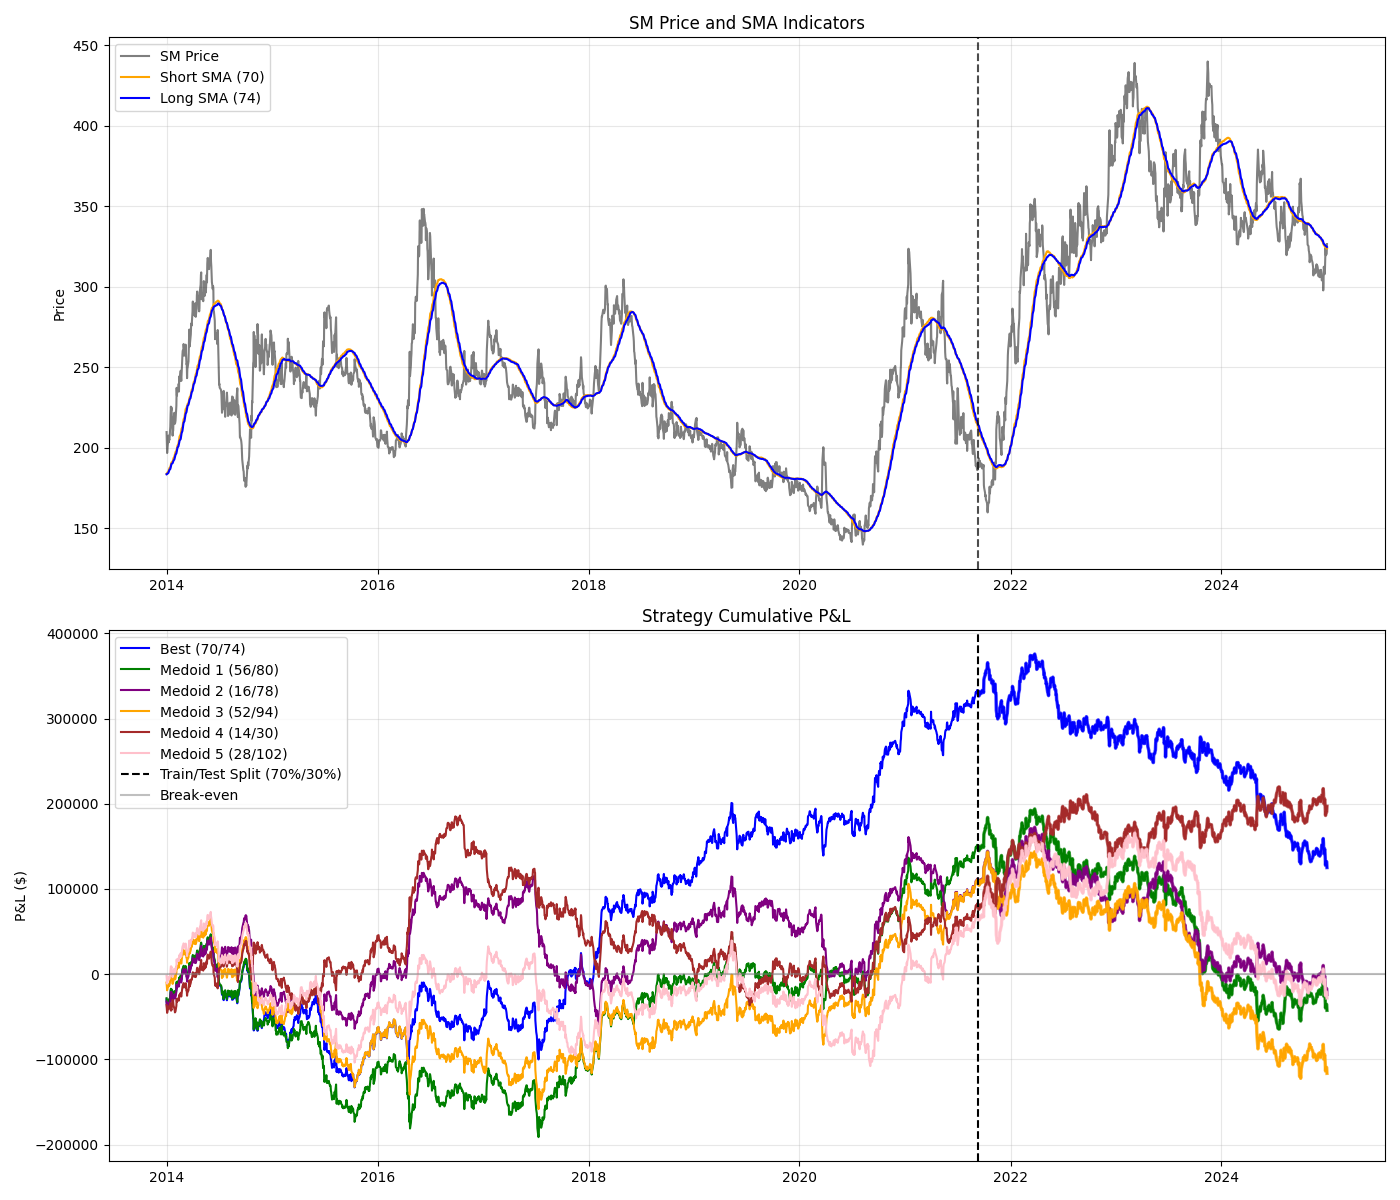 SM Price and SMA Indicators
SM Price
Short SMA (70)
Long SMA (74)
Price
450
400
350
300
250
200
150
2014
2016
2018
2020
2022
2024
Strategy Cumulative P&L
Best (70/74)
Medoid 1 (56/80)
Medoid 2 (16/78)
Medoid 3 (52/94)
Medoid 4 (14/30)
Medoid 5 (28/102)
Train/Test Split (70%/30%)
Break-even
P&L ($)
400000
300000
200000
100000
0
−100000
−200000
2014
2016
2018
2020
2022
2024